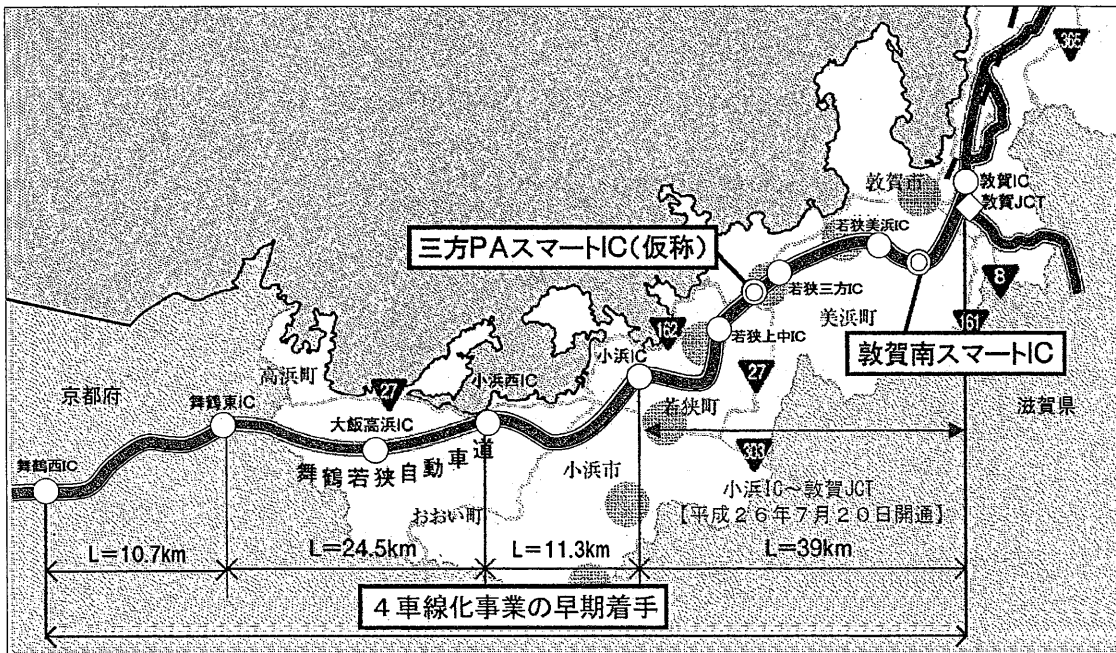 365
敦賀市
敦賀IC
敦賀JCT
三方PAスマートIC(仮称)
若狭美浜IC
若狭三方IC
8
美浜町
161
162
若狭上中IC
敦賀南スマートIC
小浜IC
27
高浜町
小浜西IC
京都府
27
若狭町
滋賀県
舞鶴東IC
大飯高浜IC
303
舞鶴若狭自動車道
小浜市
舞鶴西IC
小浜IC～敦賀JCT
おおい町
【平成26年7月20日開通】
L=10.7km
L=24.5km
L=11.3km
L=39km
4車線化事業の早期着手